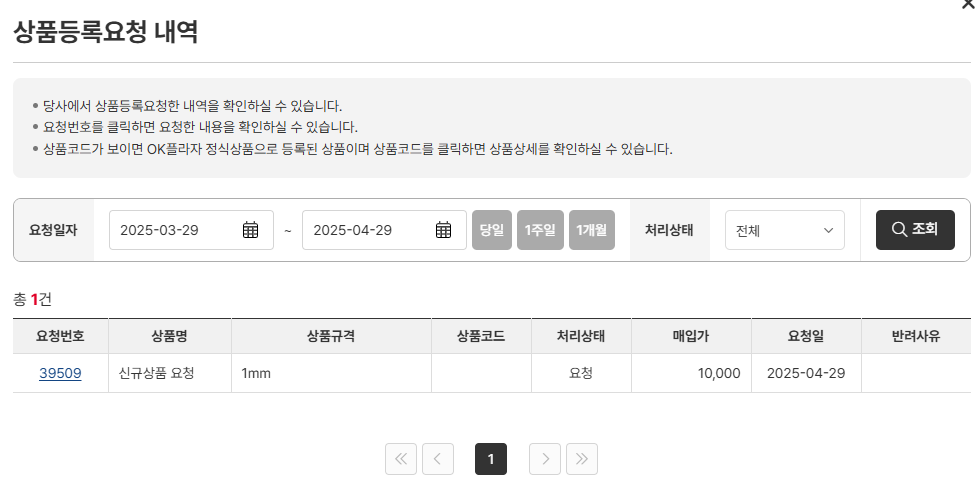 상품등록요청 내역
• 당사에서 상품등록요청한 내역을 확인하실 수 있습니다.
• 요청번호를 클릭하면 요청한 내용을 확인하실 수 있습니다.
• 상품코드가 보이면 OK플라자 정식상품으로 등록된 상품이며 상품코드를 클릭하면 상품상세를 확인하실 수 있습니다.
요청일자 2025-03-29 ~ 2025-04-29 당일 1주일 1개월 처리상태 전체 조회
총 1건
요청번호 상품명 상품규격 상품코드 처리상태 매입가 요청일 반려사유
39509 신규상품 요청 1mm 요청 10,000 2025-04-29
1